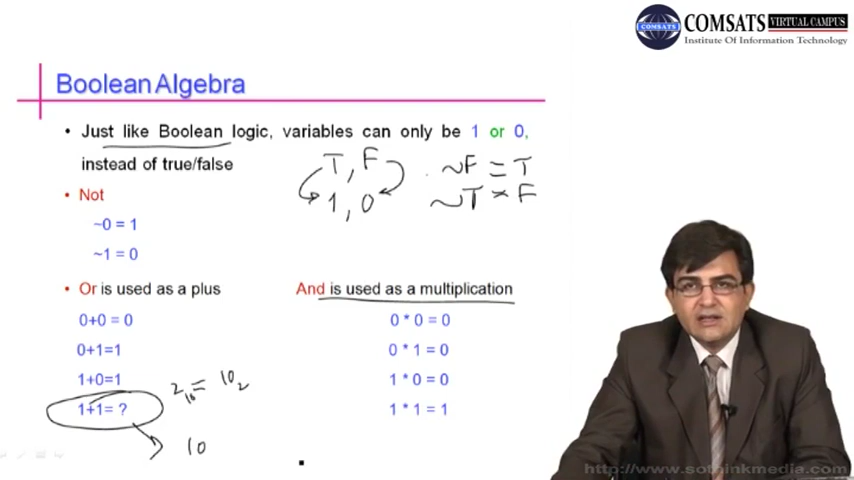 COMSATS VIRTUAL CAMPUS
COMSATS
Institute Of Information Technology
Boolean Algebra
• Just like Boolean logic, variables can only be 1 or 0,
instead of true/false
T, F
1, 0
~F = T
~T = F
• Not
~0 = 1
~1 = 0
• Or is used as a plus
0+0 = 0
0+1=1
1+0=1
1+1= ?
2₁₀ = 10₂
10
And is used as a multiplication
0 * 0 = 0
0 * 1 = 0
1 * 0 = 0
1 * 1 = 1
http://www.sothinkmedia.com